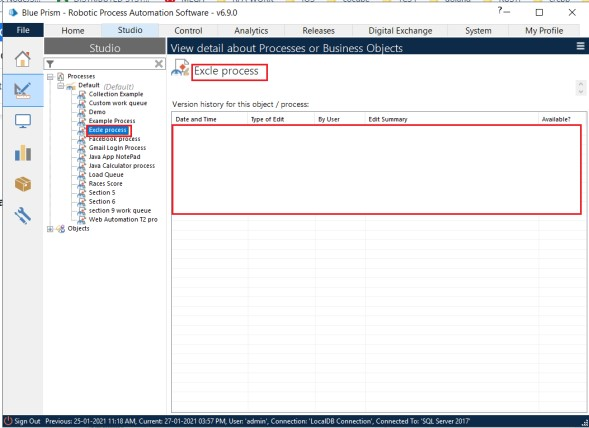 Blue Prism - Robotic Process Automation Software - v6.9.0
File Home Studio Control Analytics Releases Digital Exchange System My Profile
Studio
View detail about Processes or Business Objects
Excle process
Processes
Default (Default)
Collection Example
Custom work queue
Demo
Example Process
Excle process
FaceBook process
Gmail Login Process
Java App NotePad
Java Calculator process
Load Queue
Races Score
Section 5
Section 6
section 9 work queue
Web Automation T2 pro
Objects
Version history for this object / process:
Date and Time Type of Edit By User Edit Summary Available?
Sign Out Previous: 25-01-2021 11:18 AM, Current: 27-01-2021 03:57 PM, User: 'admin', Connection: 'LocalDB Connection', Connected To: 'SQL Server 2017'